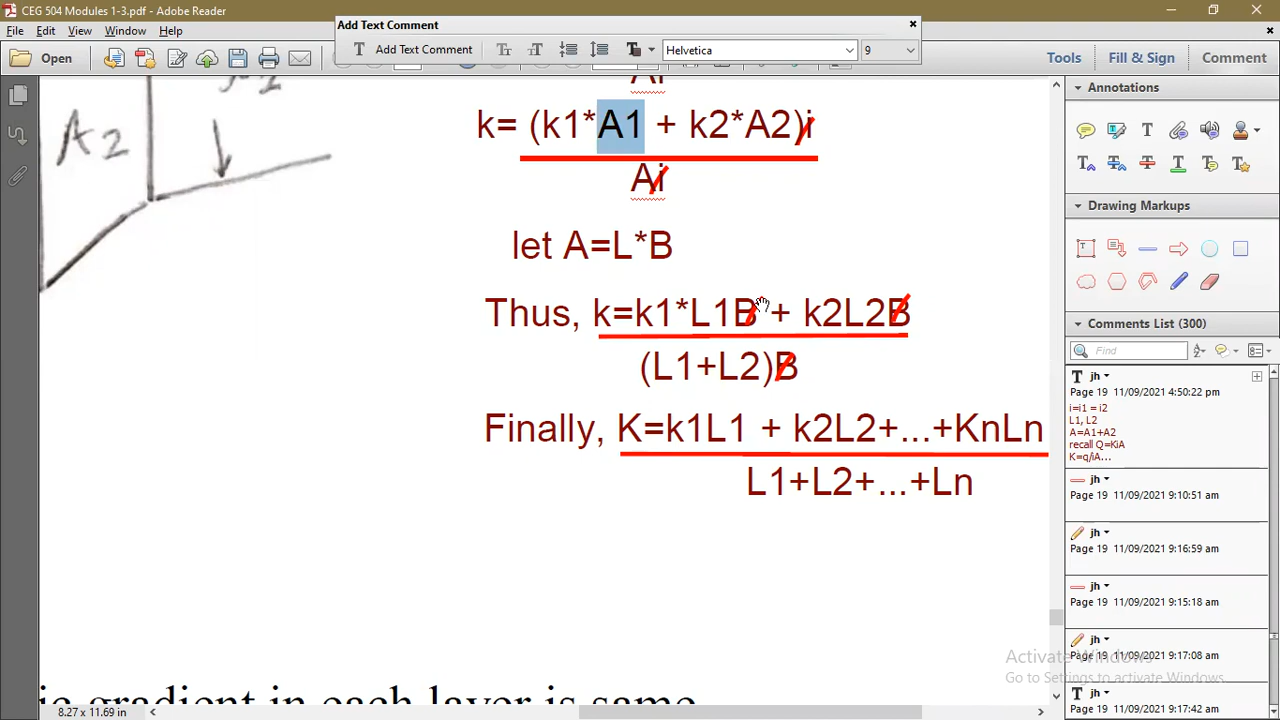 CEG 504 Modules 1-3.pdf - Adobe Reader
File Edit View Window Help
Add Text Comment
Open
Add Text Comment
Helvetica
9
Tools
Fill & Sign
Comment
A2
k= (k1*A1 + k2*A2)i
Ai
let A=L*B
Thus, k=k1*L1B + k2L2B
(L1+L2)B
Finally, K=k1L1 + k2L2+...+KnLn
L1+L2+...+Ln
ic gradient in each layer is same
8.27 x 11.69 in
Annotations
Drawing Markups
Comments List (300)
Find
jh
Page 19 11/09/2021 4:50:22 pm
i=i1 = i2
L1, L2
A=A1+A2
recall Q=KiA
K=q/iA...
jh
Page 19 11/09/2021 9:10:51 am
jh
Page 19 11/09/2021 9:16:59 am
jh
Page 19 11/09/2021 9:15:18 am
jh
Page 19 11/09/2021 9:17:08 am
jh
Page 19 11/09/2021 9:17:42 am
Activate Windows
Go to Settings to activate Windows.